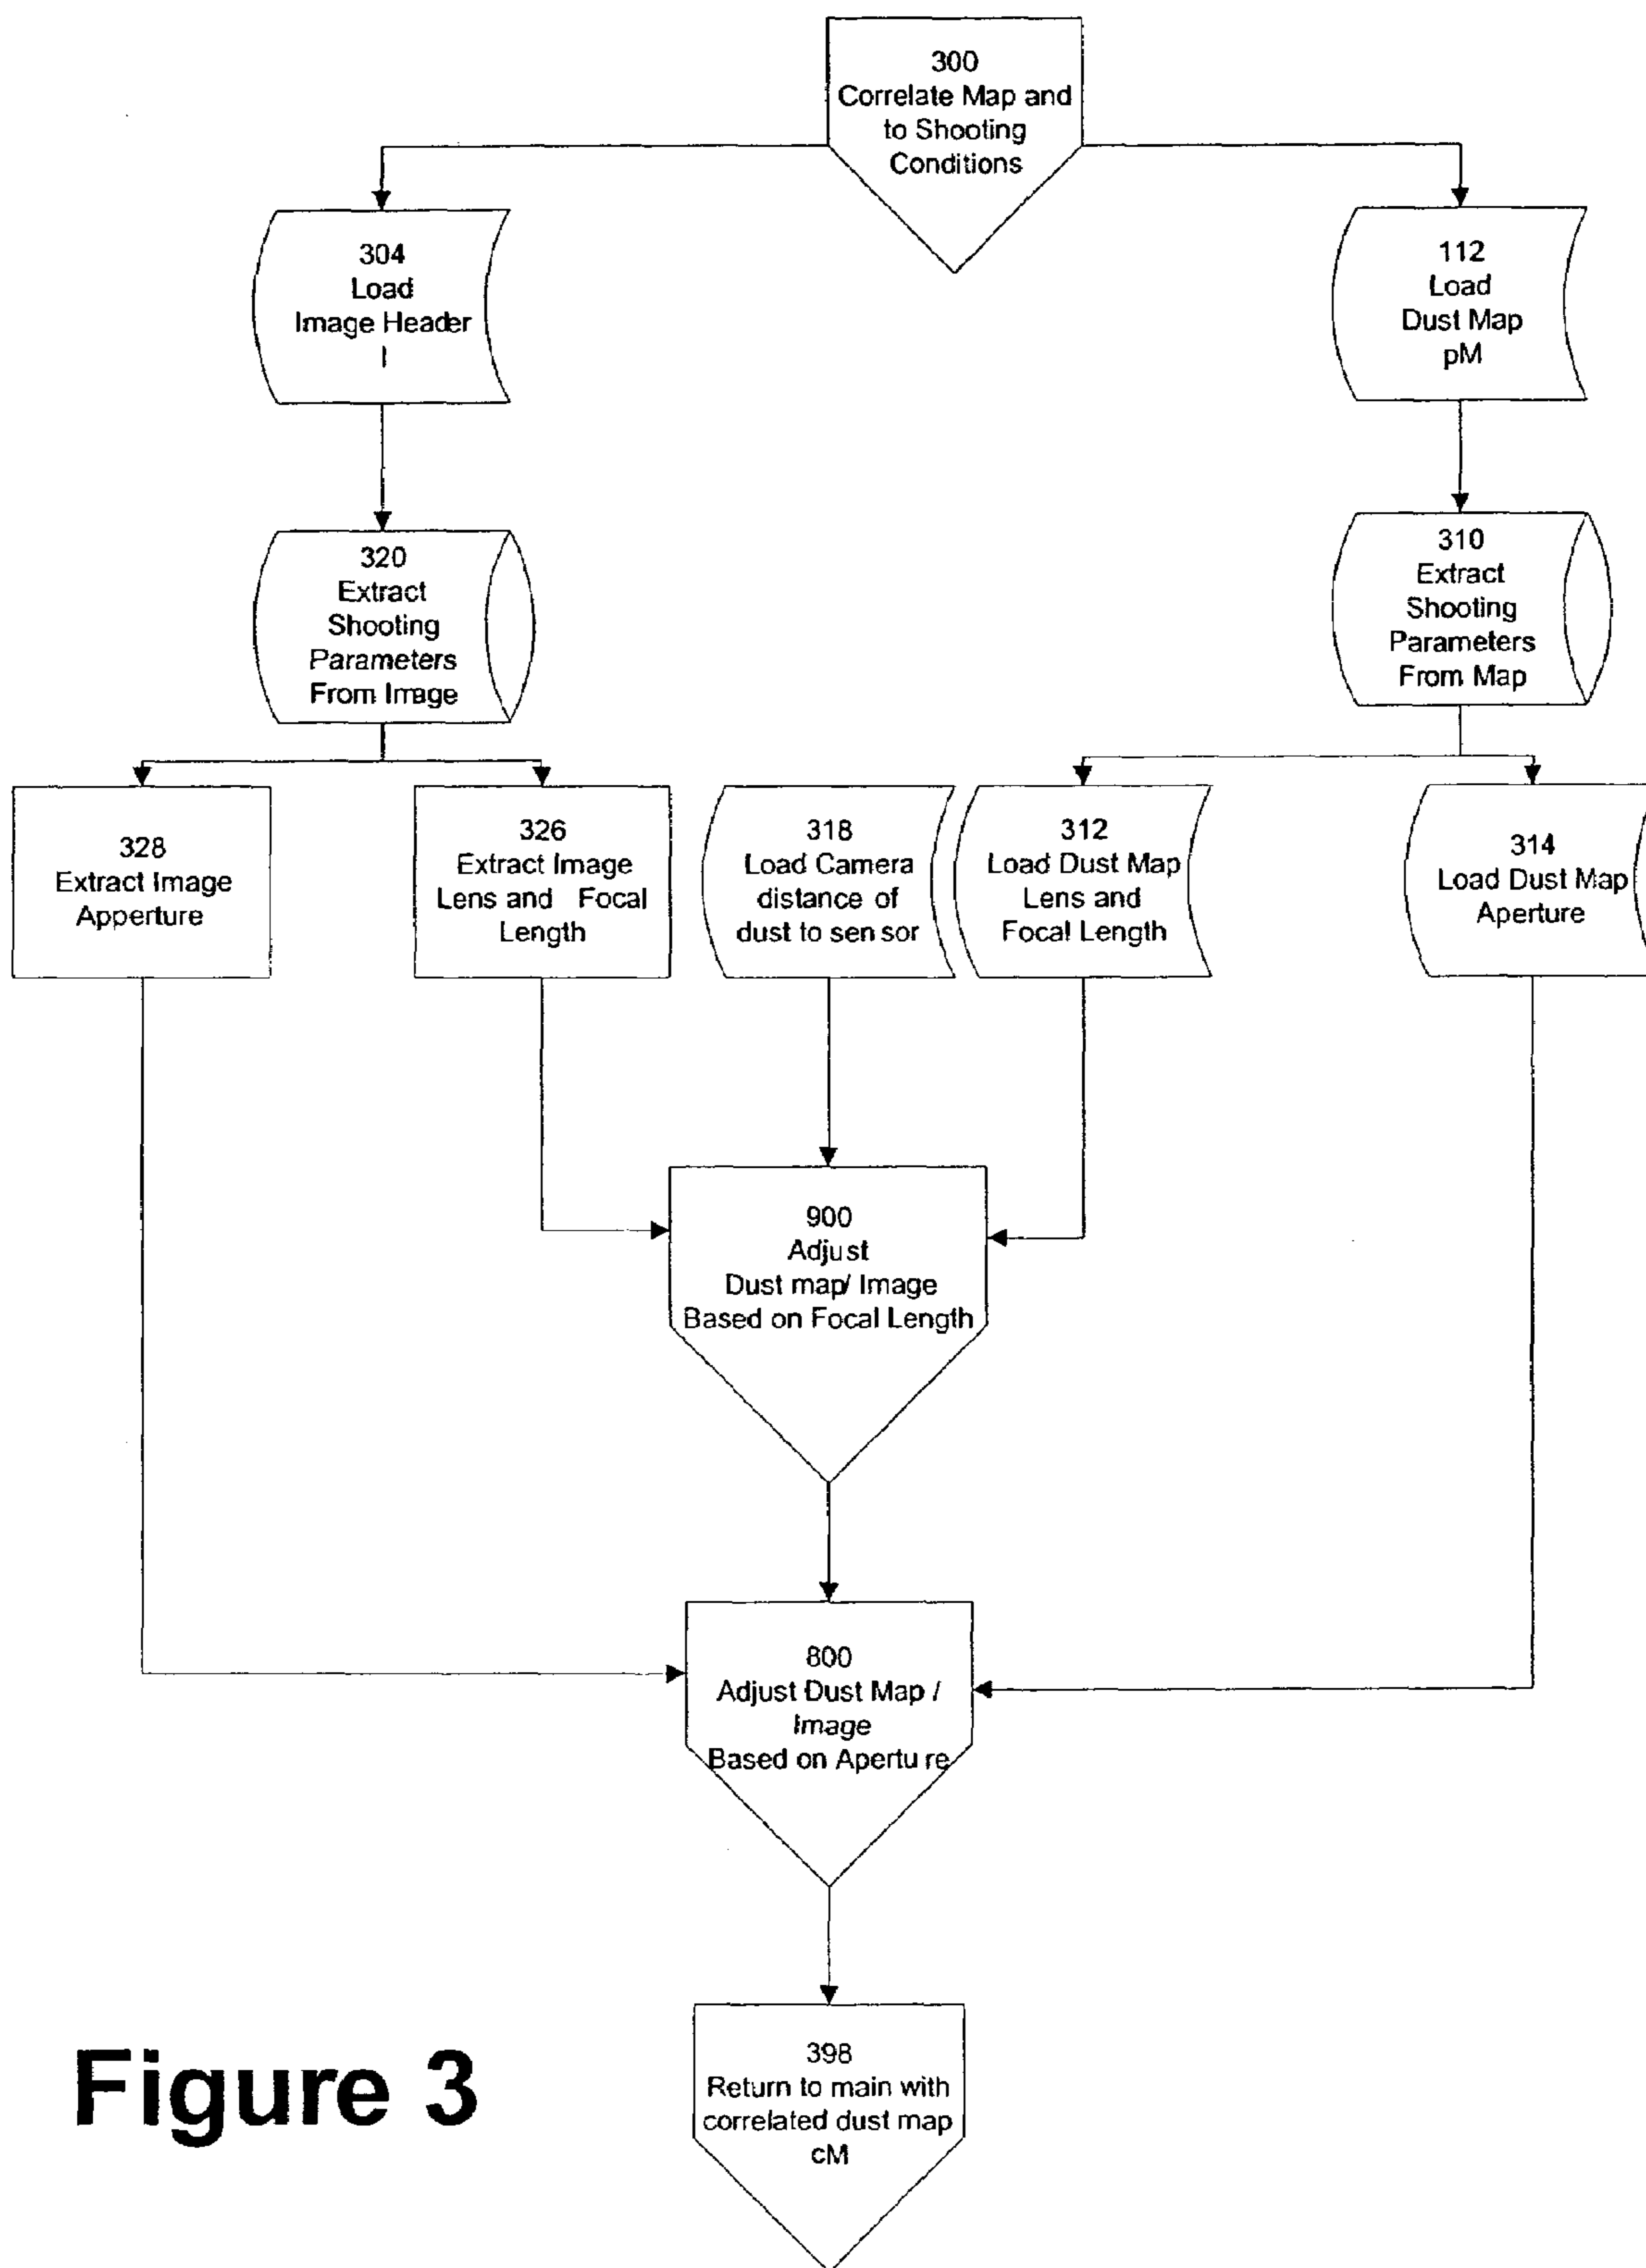 300
Correlate Map and
to Shooting
Conditions
304
Load
Image Header
I
112
Load
Dust Map
pM
320
Extract
Shooting
Parameters
From Image
310
Extract
Shooting
Parameters
From Map
328
Extract Image
Apperture
326
Extract Image
Lens and Focal
Length
318
Load Camera
distance of
dust to sensor
312
Load Dust Map
Lens and
Focal Length
314
Load Dust Map
Aperture
900
Adjust
Dust map/ Image
Based on Focal Length
800
Adjust Dust Map /
Image
Based on Aperture
398
Return to main with
correlated dust map
cM
Figure 3